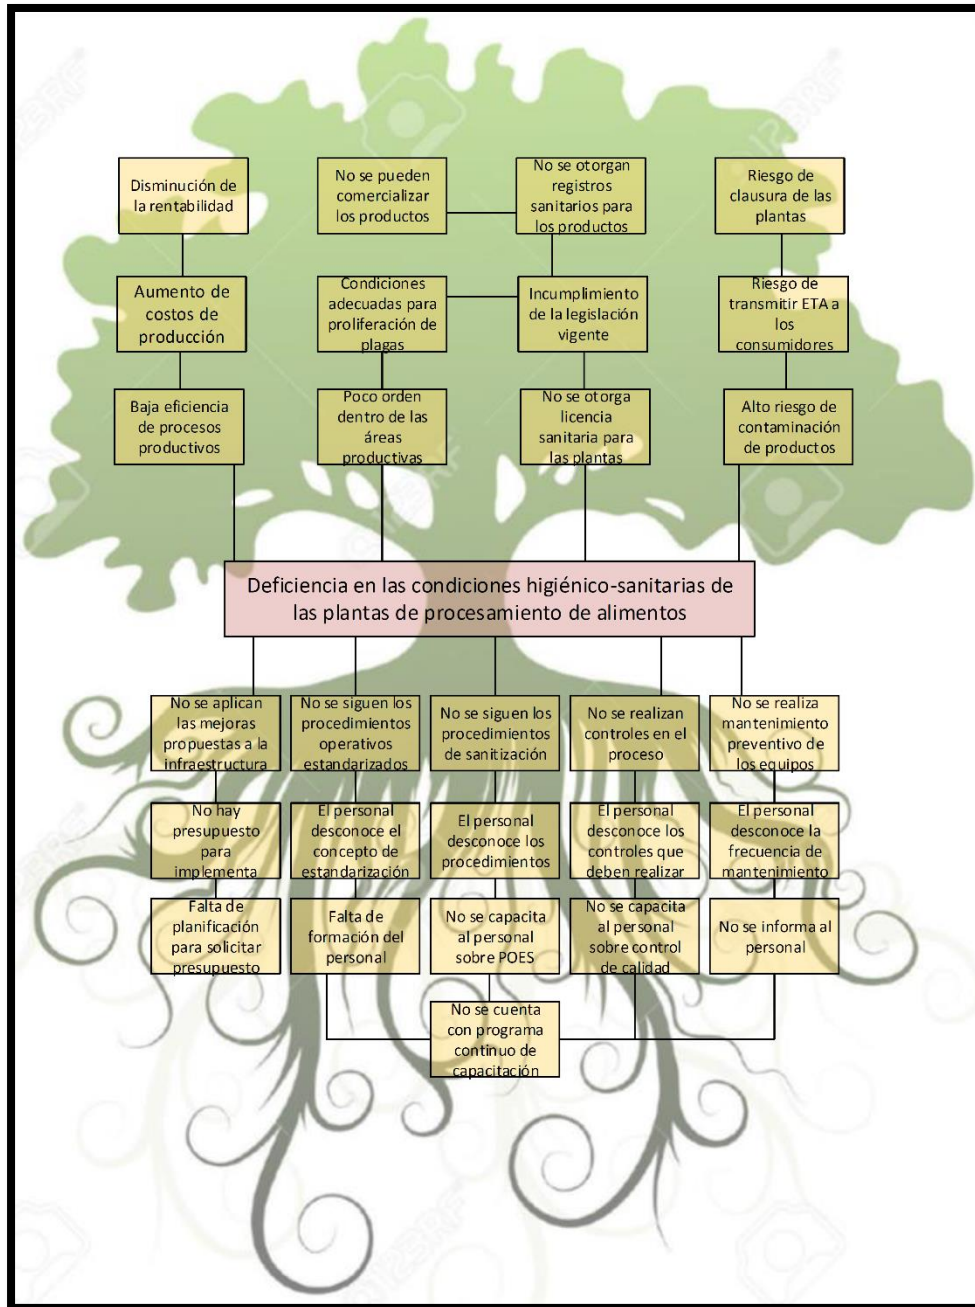 Disminución de
la rentabilidad
No se pueden
comercializar
los productos
No se otorgan
registros
sanitarios para
los productos
Riesgo de
clausura de las
plantas
Aumento de
costos de
producción
Condiciones
adecuadas para
proliferación de
plagas
Incumplimiento
de la legislación
vigente
Riesgo de
transmitir ETA a
los
consumidores
Baja eficiencia
de procesos
productivos
Poco orden
dentro de las
áreas
productivas
No se otorga
licencia
sanitaria para
las plantas
Alto riesgo de
contaminación
de productos
Deficiencia en las condiciones higiénico-sanitarias de
las plantas de procesamiento de alimentos
No se aplican
las mejoras
propuestas a la
infraestructura
No se siguen los
procedimientos
operativos
estandarizados
No se siguen los
procedimientos
de sanitización
No se realizan
controles en el
proceso
No se realiza
mantenimiento
preventivo de
los equipos
No hay
presupuesto
para
implementa
El personal
desconoce el
concepto de
estandarización
El personal
desconoce los
procedimientos
El personal
desconoce los
controles que
deben realizar
El personal
desconoce la
frecuencia de
mantenimiento
Falta de
planificación
para solicitar
presupuesto
Falta de
formación del
personal
No se capacita
al personal
sobre POES
No se capacita
al personal
sobre control
de calidad
No se informa al
personal
No se cuenta
con programa
continuo de
capacitación
123RF